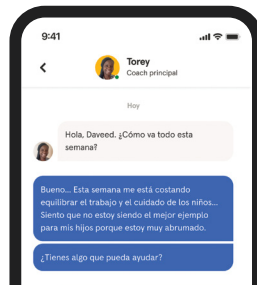 9:41
Torey
Coach principal
Hoy
Hola, Daveed. ¿Cómo va todo esta
semana?
Bueno... Esta semana me está costando
equilibrar el trabajo y el cuidado de los niños...
Siento que no estoy siendo el mejor ejemplo
para mis hijos porque estoy muy abrumado.
¿Tienes algo que pueda ayudar?